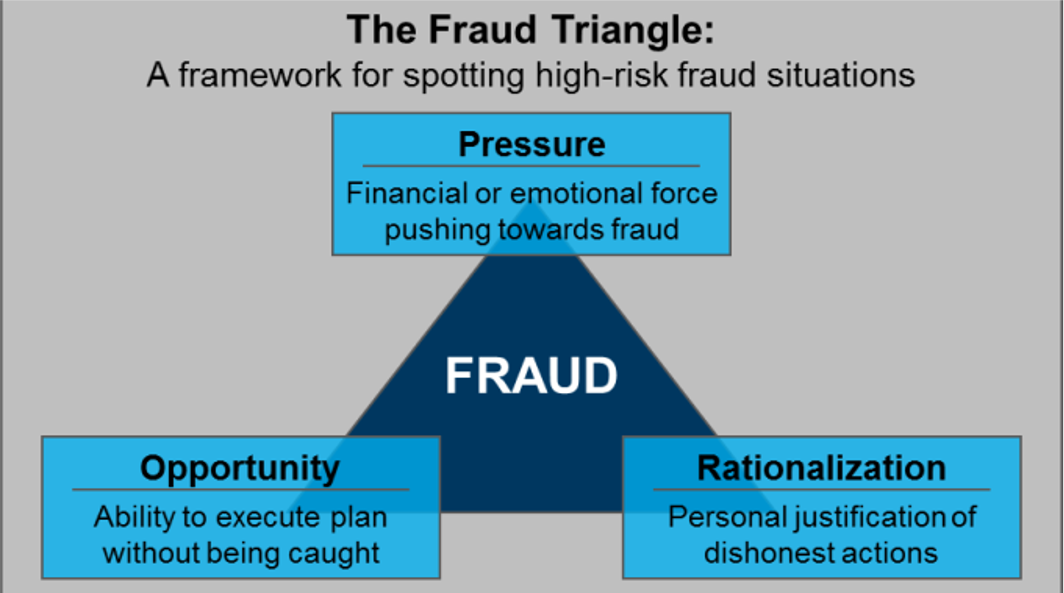 The Fraud Triangle:
A framework for spotting high-risk fraud situations
Pressure
Financial or emotional force
pushing towards fraud
FRAUD
Opportunity
Ability to execute plan
without being caught
Rationalization
Personal justification of
dishonest actions